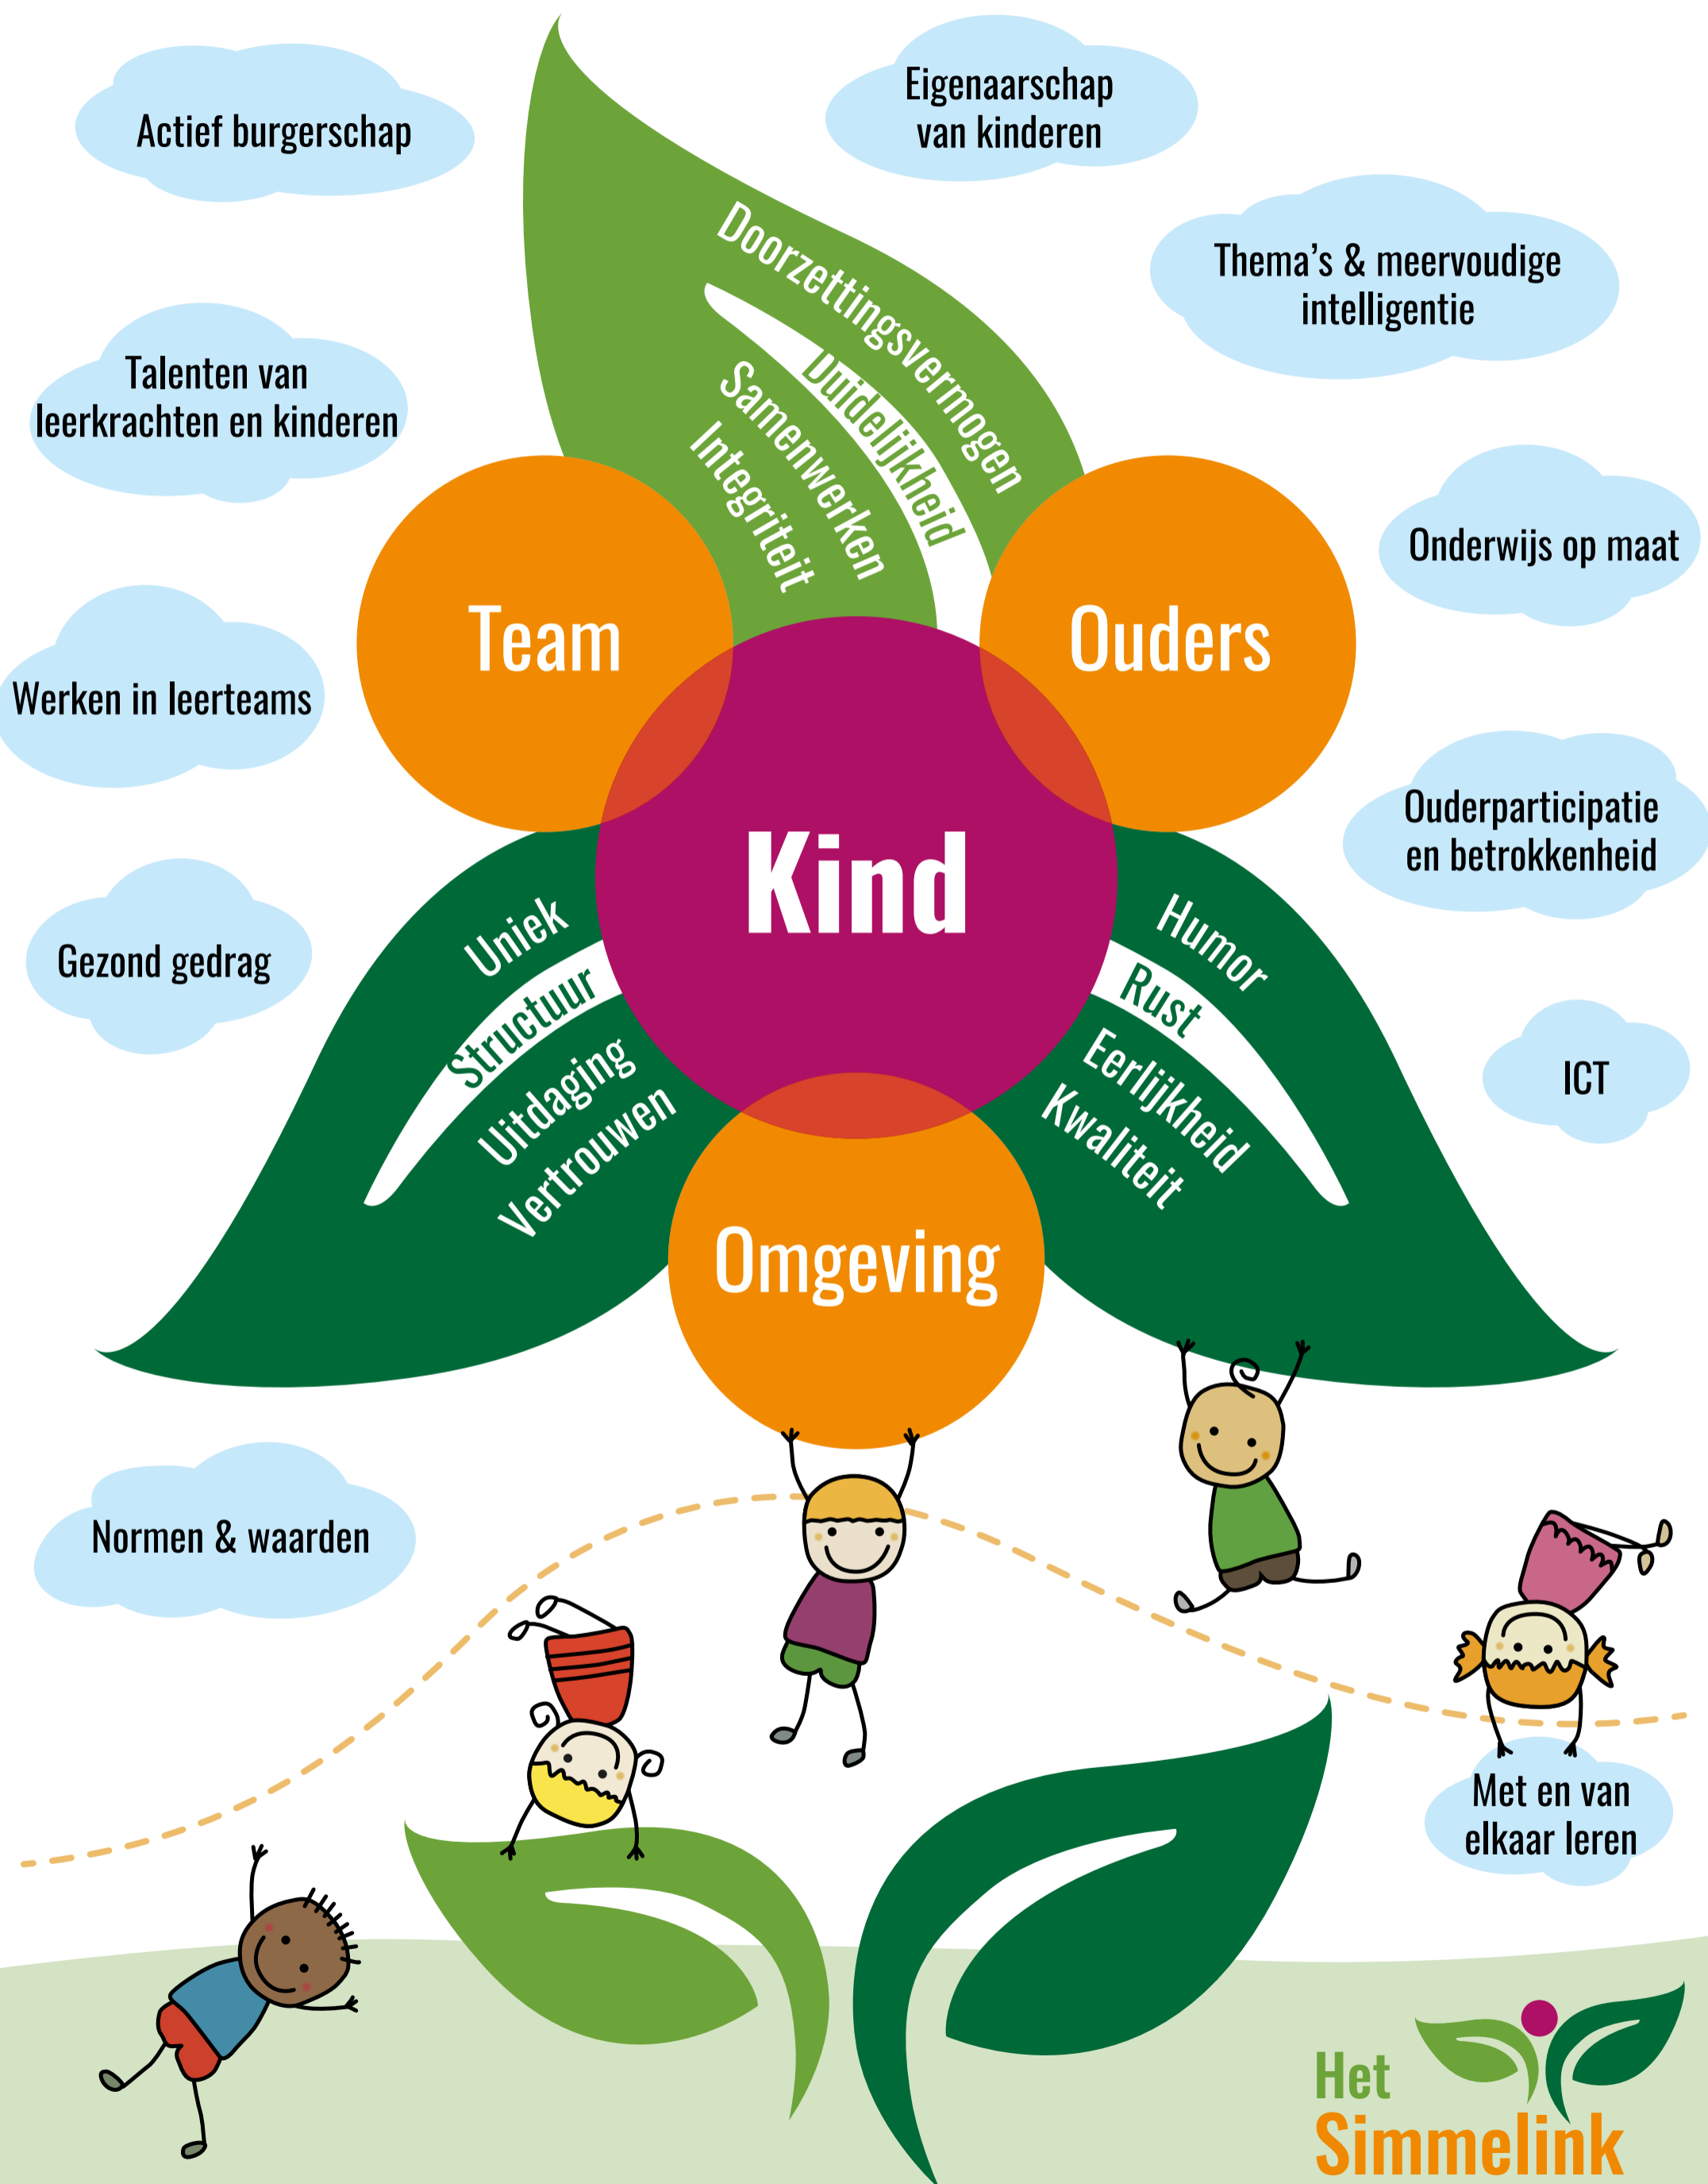 Actief burgerschap
Eigenaarschap
van kinderen
Thema's & meervoudige
intelligentie
Talenten van
leerkrachten en kinderen
Onderwijs op maat
Werken in leerteams
Ouderparticipatie
en betrokkenheid
Gezond gedrag
ICT
Doorzettingsvermogen
Duidelijkheid
Samenwerken
Integriteit
Team
Ouders
Kind
Uniek
Structuur
Uitdaging
Vertrouwen
Humor
Rust
Eerlijkheid
Kwaliteit
Omgeving
Normen & waarden
Met en van
elkaar leren
Het
Simmelink